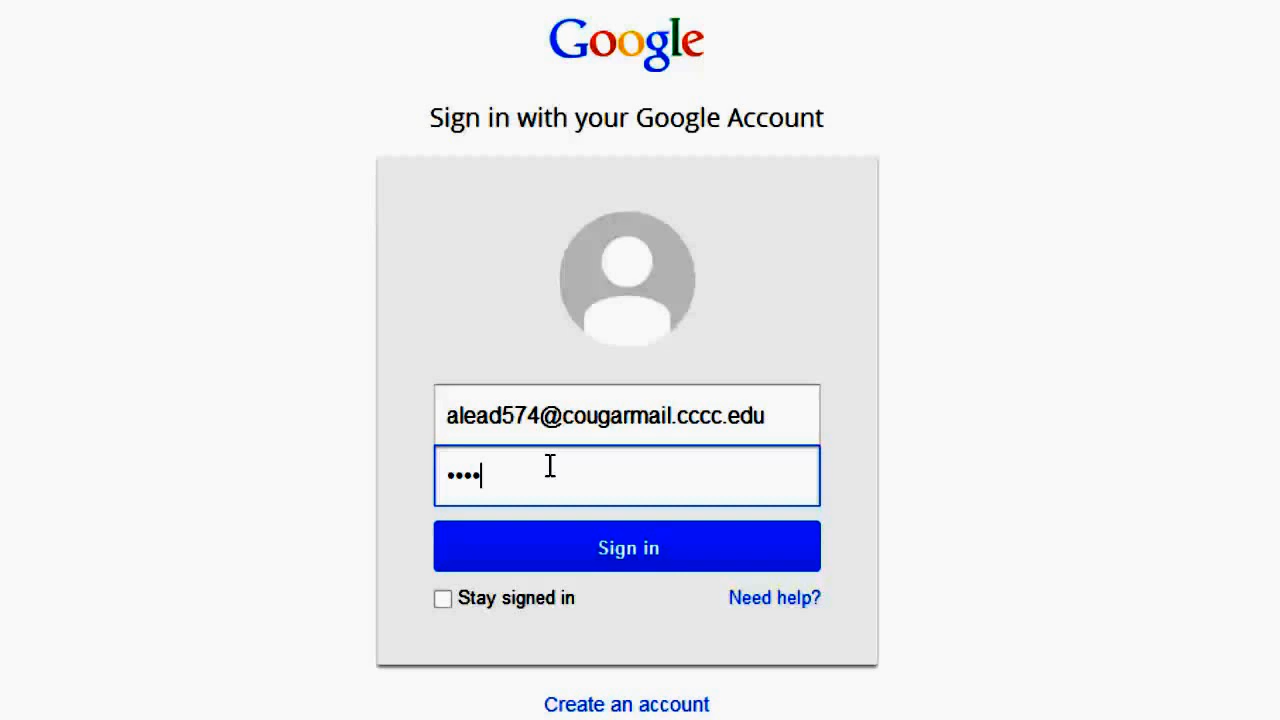 Google
Sign in with your Google Account
alead574@cougarmail.cccc.edu
••••
Sign in
Stay signed in
Need help?
Create an account